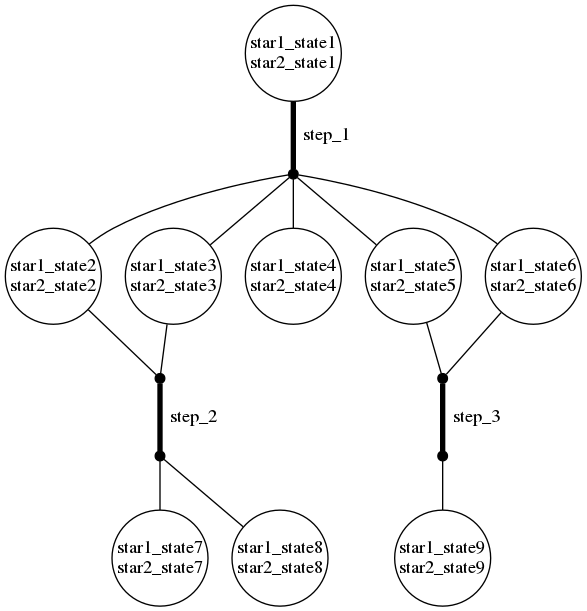 star1_state1
star2_state1
step_1
star1_state2
star2_state2
star1_state3
star2_state3
star1_state4
star2_state4
star1_state5
star2_state5
star1_state6
star2_state6
step_2
step_3
star1_state7
star2_state7
star1_state8
star2_state8
star1_state9
star2_state9